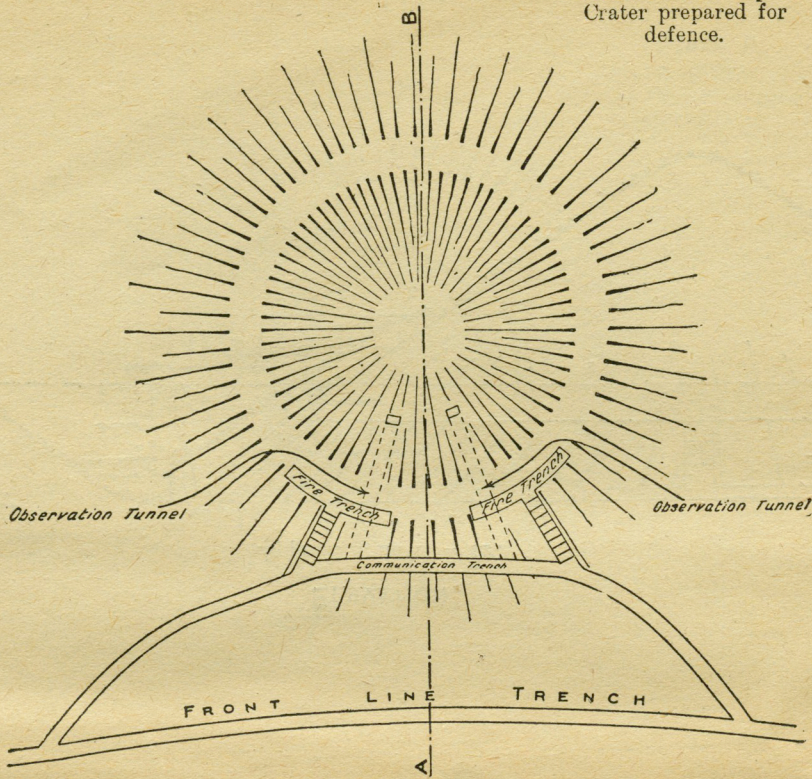 Crater prepared for
defence.
B
Fire Trench
Fire Trench
Observation Tunnel
Observation Tunnel
Communication Trench
FRONT LINE TRENCH
A